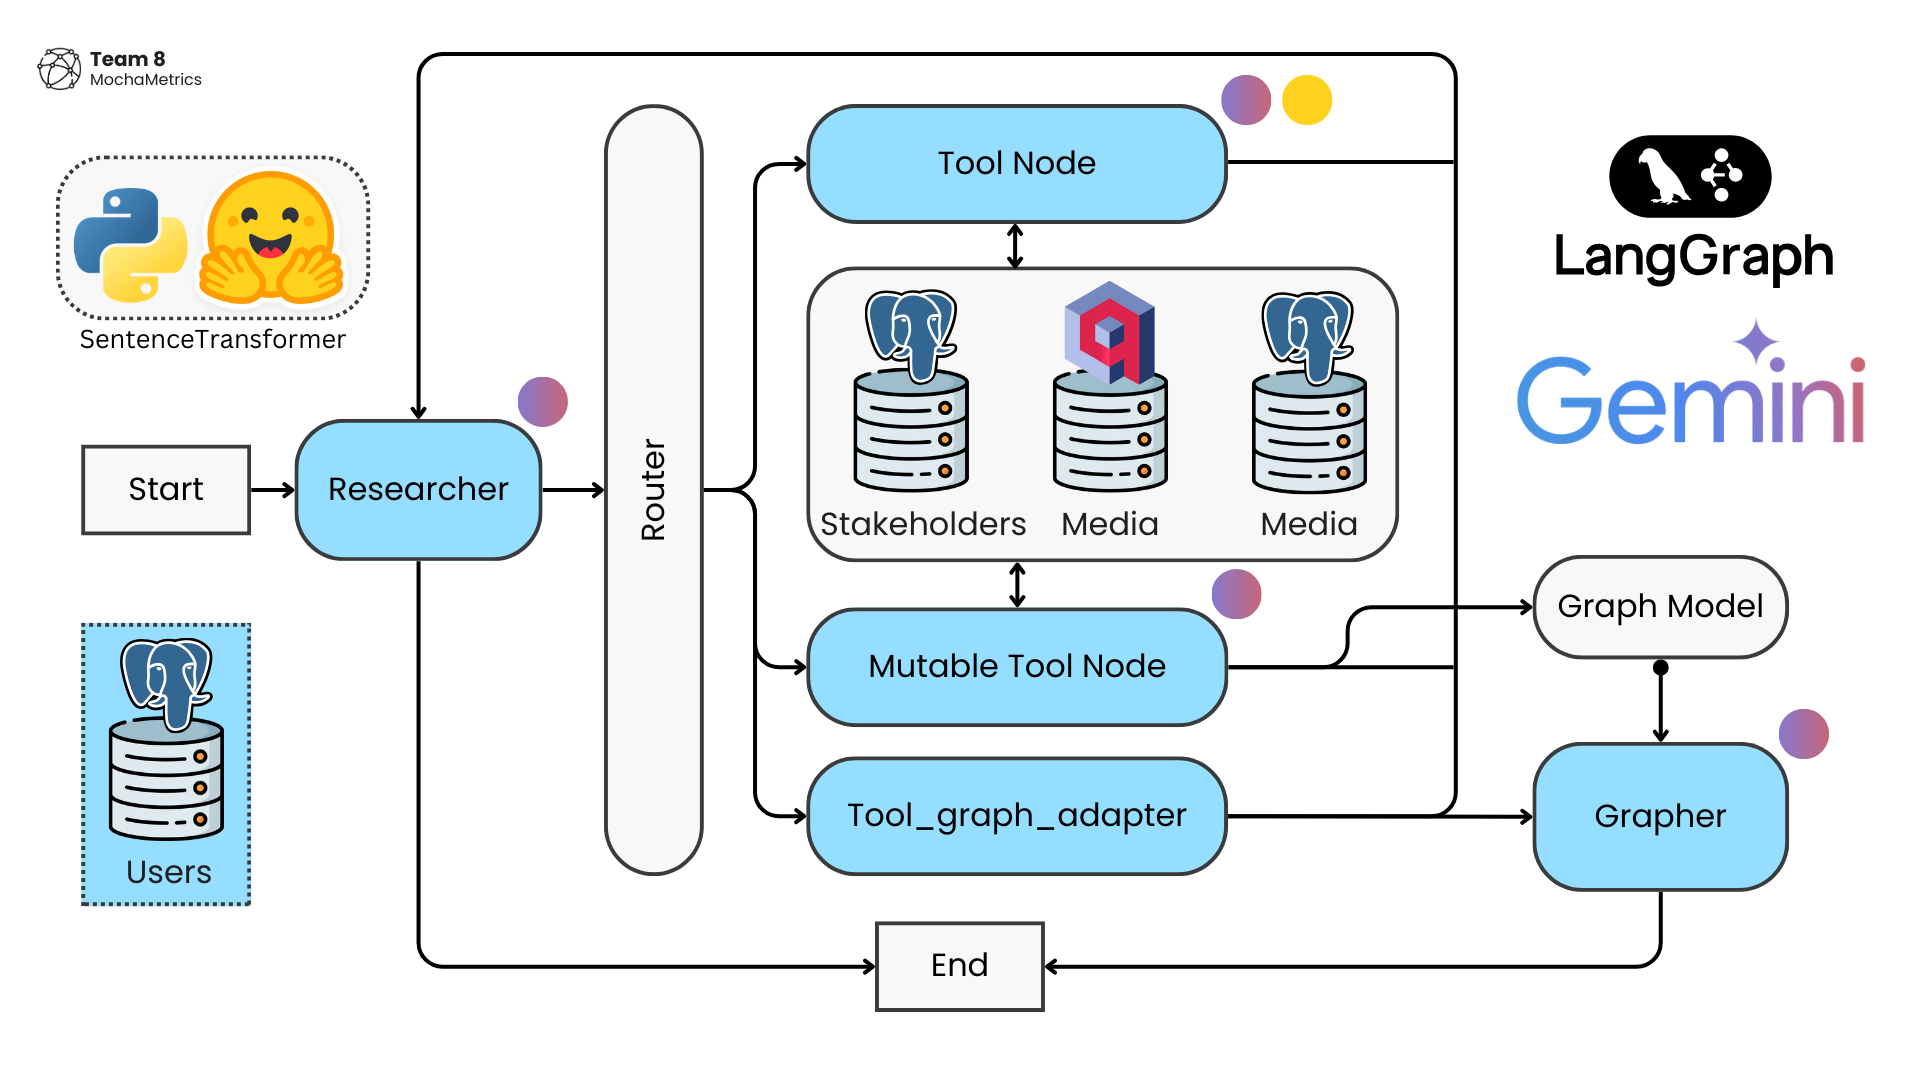 Team 8
MochaMetrics
SentenceTransformer
Start
Researcher
Users
Router
Tool Node
Stakeholders
Media
Media
Mutable Tool Node
Tool_graph_adapter
End
LangGraph
Gemini
Graph Model
Grapher